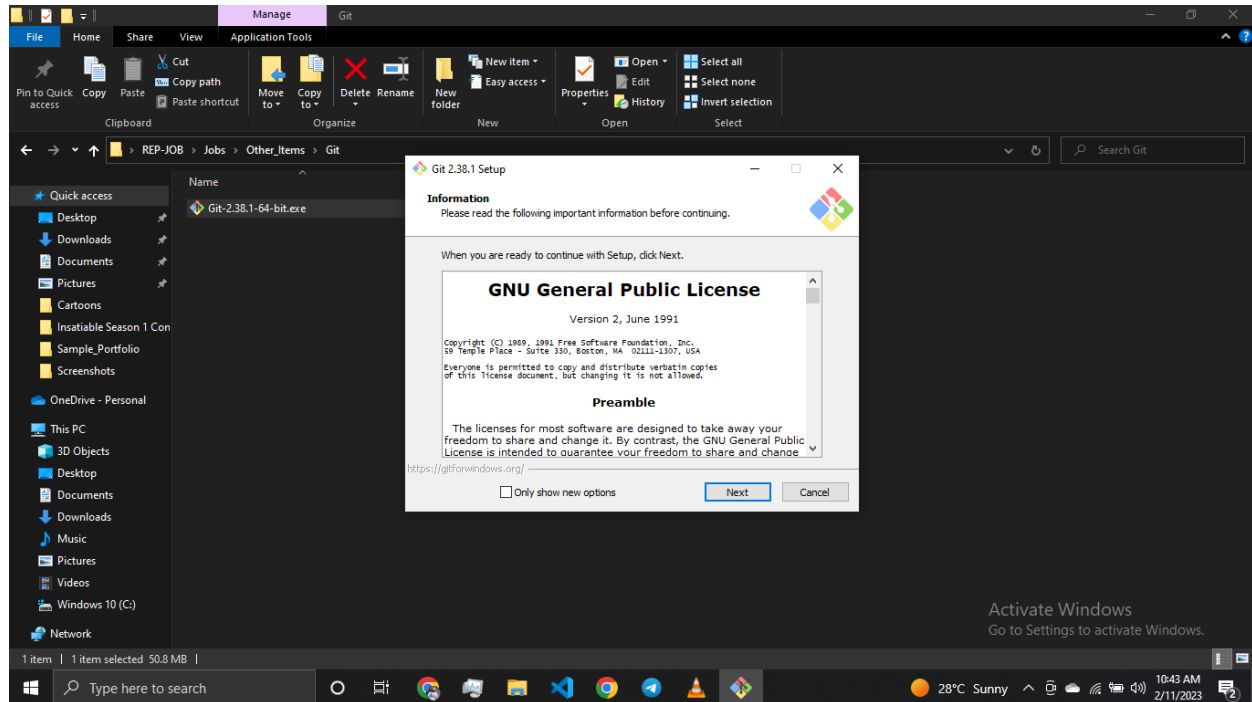 Manage
Git
File
Home
Share
View
Application Tools
Pin to Quick access
Copy
Paste
Cut
Copy path
Paste shortcut
Clipboard
Move to
Copy to
Delete
Rename
Organize
New folder
New item
Easy access
New
Properties
Open
Edit
History
Open
Select all
Select none
Invert selection
Select
REP-JOB > Jobs > Other_Items > Git
Search Git
Quick access
Desktop
Downloads
Documents
Pictures
Cartoons
Insatiable Season 1 Con
Sample_Portfolio
Screenshots
OneDrive - Personal
This PC
3D Objects
Desktop
Documents
Downloads
Music
Pictures
Videos
Windows 10 (C:)
Network
Name
Git-2.38.1-64-bit.exe
Git 2.38.1 Setup
Information
Please read the following important information before continuing.
When you are ready to continue with Setup, click Next.
GNU General Public License
Version 2, June 1991
Copyright (C) 1989, 1991 Free Software Foundation, Inc.
59 Temple Place - Suite 330, Boston, MA  02111-1307, USA
Everyone is permitted to copy and distribute verbatim copies
of this license document, but changing it is not allowed.
Preamble
The licenses for most software are designed to take away your
freedom to share and change it. By contrast, the GNU General Public
License is intended to guarantee your freedom to share and change
https://gitforwindows.org/
Only show new options
Next
Cancel
Activate Windows
Go to Settings to activate Windows.
1 item
1 item selected 50.8 MB
Type here to search
28°C Sunny
10:43 AM
2/11/2023
2